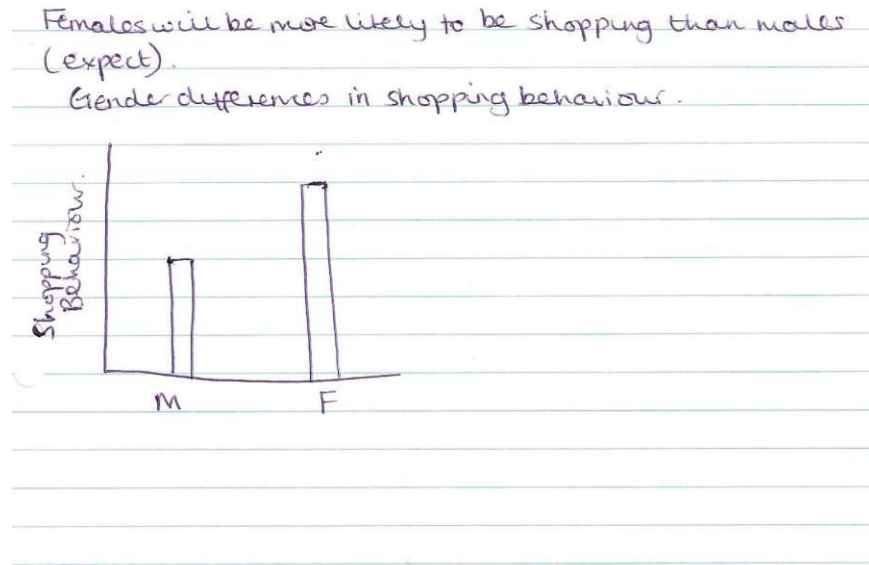 Females will be more likely to be shopping than males
(expect).
Gender differences in shopping behaviour.
Shopping
Behaviour.
M
F